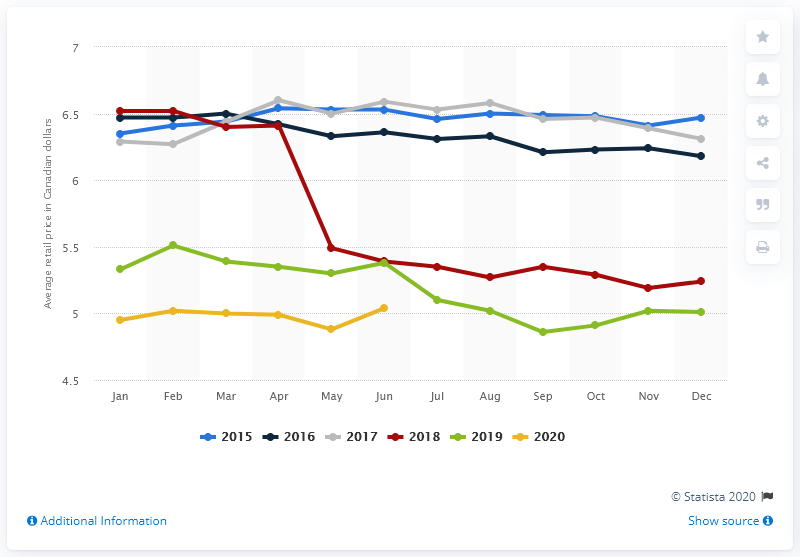 Average retail price in Canadian dollars
7
6.5
6
5.5
5
4.5
Jan Feb Mar Apr May Jun Jul Aug Sep Oct Nov Dec
2015 2016 2017 2018 2019 2020
© Statista 2020
Additional Information Show source